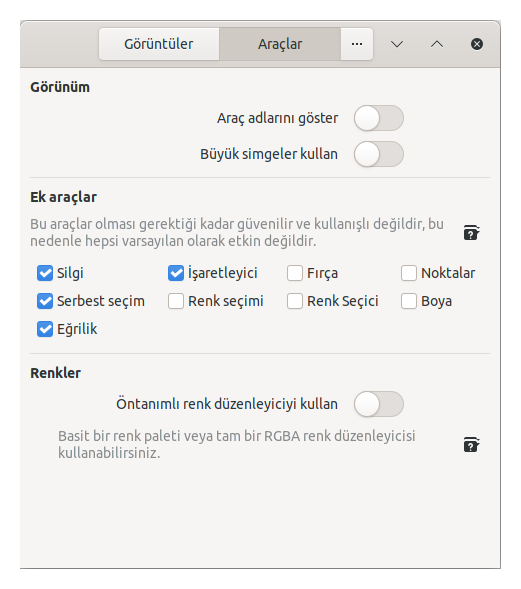 Görüntüler Araçlar ...
Görünüm
Araç adlarını göster
Büyük simgeler kullan
Ek araçlar
Bu araçlar olması gerektiği kadar güvenilir ve kullanışlı değildir, bu
nedenle hepsi varsayılan olarak etkin değildir.
Silgi İşaretleyici Fırça Noktalar
Serbest seçim Renk seçimi Renk Seçici Boya
Eğrilik
Renkler
Öntanımlı renk düzenleyiciyi kullan
Basit bir renk paleti veya tam bir RGBA renk düzenleyicisi
kullanabilirsiniz.